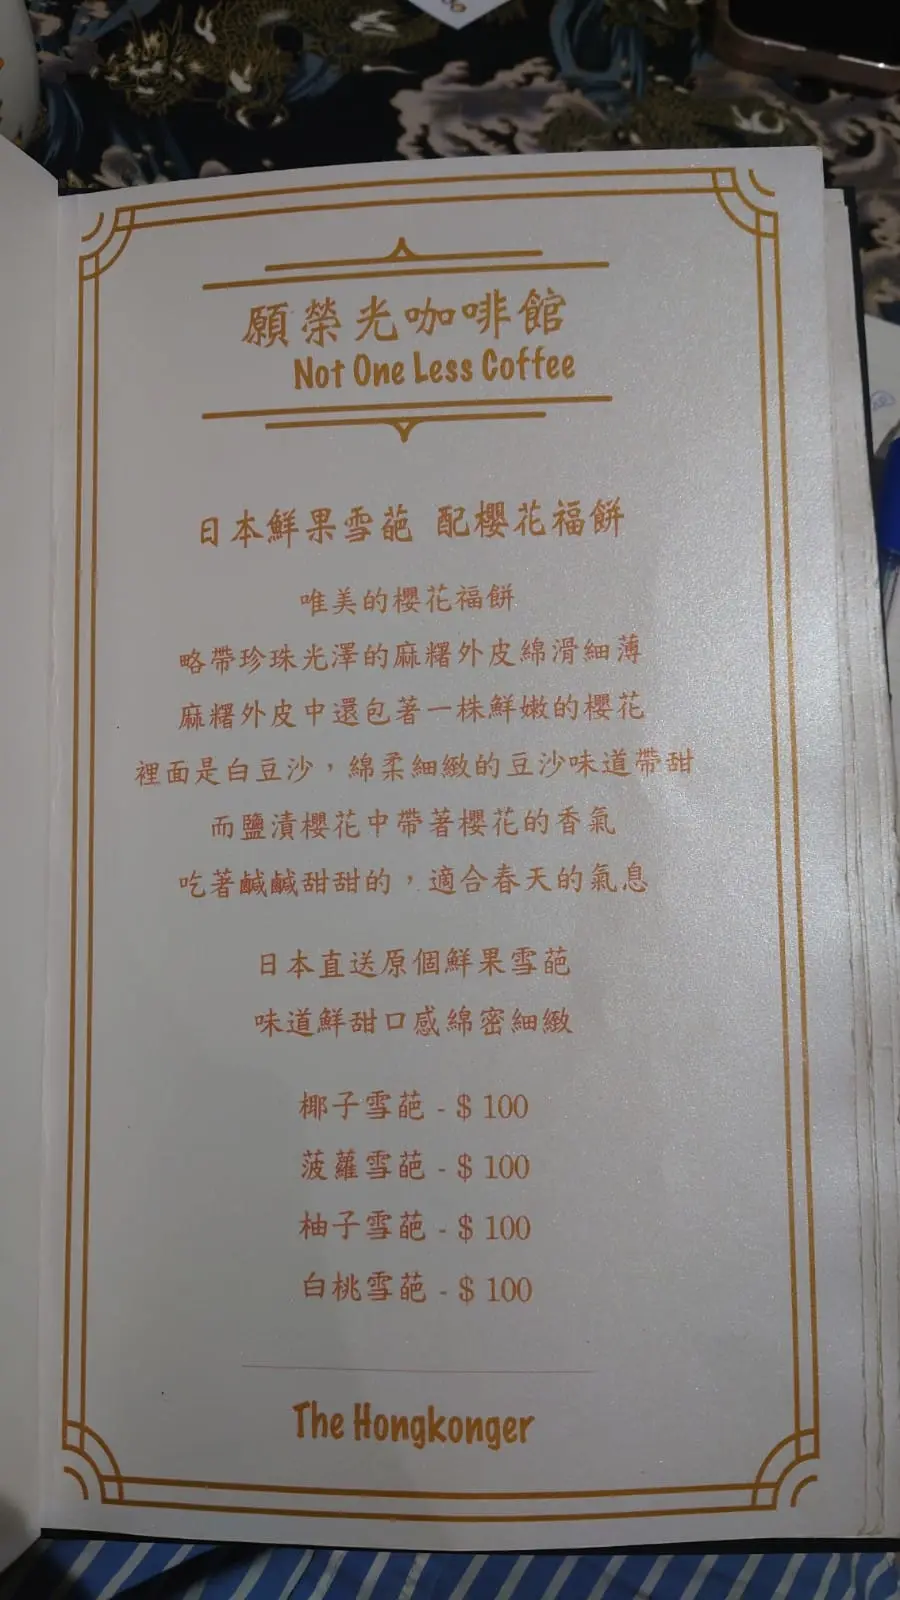 願榮光咖啡館
Not One Less Coffee
日本鮮果雪葩 配櫻花福餅
唯美的櫻花福餅
略帶珍珠光澤的麻糬外皮綿滑細薄
麻糬外皮中還包著一株鮮嫩的櫻花
裡面是白豆沙，綿柔細緻的豆沙味道帶甜
而鹽漬櫻花中帶著櫻花的香氣
吃著鹹鹹甜甜的，適合春天的氣息
日本直送原個鮮果雪葩
味道鮮甜口感綿密細緻
椰子雪葩 - $ 100
菠蘿雪葩 - $ 100
柚子雪葩 - $ 100
白桃雪葩 - $ 100
The Hongkonger